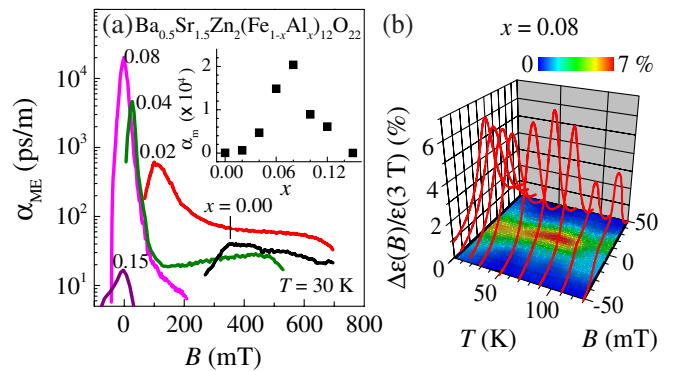 (a) Ba0.5Sr1.5Zn2(Fe1-xAlx)12O22
αME (ps/m)
10^4
10^3
10^2
10^1
0.08
0.04
0.02
x = 0.00
0.15
T = 30 K
αm (x 10^4)
2
1
0
0.00 0.06 0.12
x
0 200 400 600 800
B (mT)
(b)
x = 0.08
0 7 %
Δε(B)/ε(3 T) (%)
6
4
2
0
50
100
T (K)
50
0
-50
B (mT)